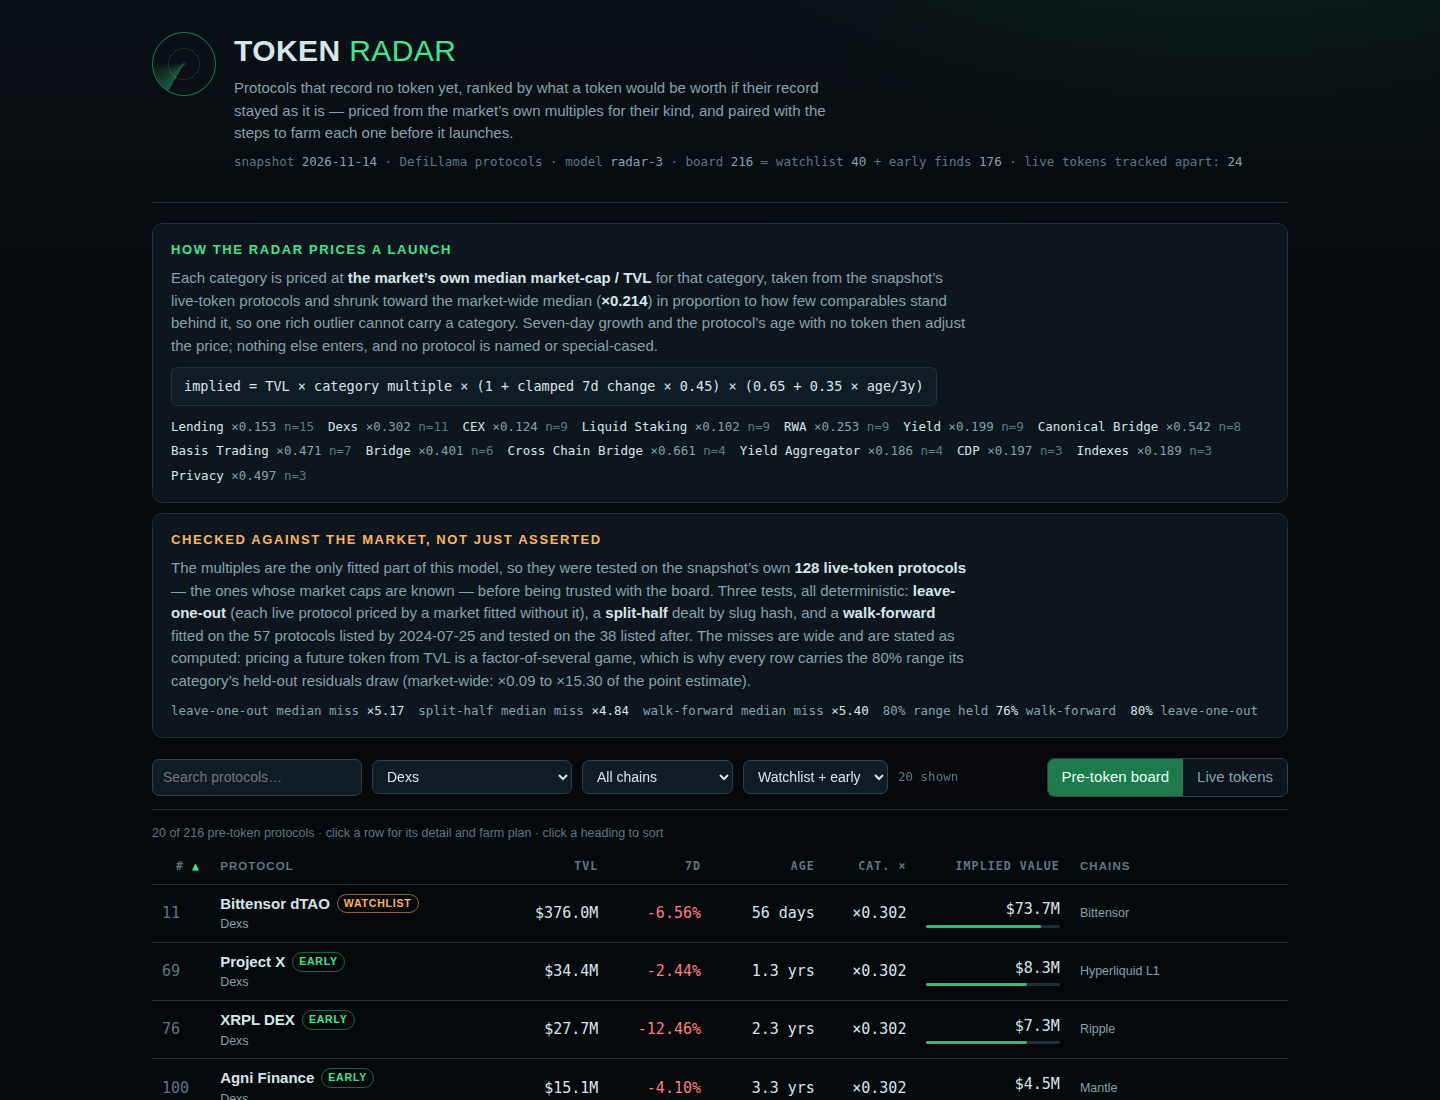 TOKEN RADAR
Protocols that record no token yet, ranked by what a token would be worth if their record
stayed as it is — priced from the market’s own multiples for their kind, and paired with the
steps to farm each one before it launches.
snapshot 2026-11-14 · DefiLlama protocols · model radar-3 · board 216 = watchlist 40 + early finds 176 · live tokens tracked apart: 24
HOW THE RADAR PRICES A LAUNCH
Each category is priced at the market’s own median market-cap / TVL for that category, taken from the snapshot’s
live-token protocols and shrunk toward the market-wide median (×0.214) in proportion to how few comparables stand
behind it, so one rich outlier cannot carry a category. Seven-day growth and the protocol’s age with no token then adjust
the price; nothing else enters, and no protocol is named or special-cased.
implied = TVL × category multiple × (1 + clamped 7d change × 0.45) × (0.65 + 0.35 × age/3y)
Lending ×0.153 n=15 Dexs ×0.302 n=11 CEX ×0.124 n=9 Liquid Staking ×0.102 n=9 RWA ×0.253 n=9 Yield ×0.199 n=9 Canonical Bridge ×0.542 n=8
Basis Trading ×0.471 n=7 Bridge ×0.401 n=6 Cross Chain Bridge ×0.661 n=4 Yield Aggregator ×0.186 n=4 CDP ×0.197 n=3 Indexes ×0.189 n=3
Privacy ×0.497 n=3
CHECKED AGAINST THE MARKET, NOT JUST ASSERTED
The multiples are the only fitted part of this model, so they were tested on the snapshot’s own 128 live-token protocols
— the ones whose market caps are known — before being trusted with the board. Three tests, all deterministic: leave-
one-out (each live protocol priced by a market fitted without it), a split-half dealt by slug hash, and a walk-forward
fitted on the 57 protocols listed by 2024-07-25 and tested on the 38 listed after. The misses are wide and are stated as
computed: pricing a future token from TVL is a factor-of-several game, which is why every row carries the 80% range its
category’s held-out residuals draw (market-wide: ×0.09 to ×15.30 of the point estimate).
leave-one-out median miss ×5.17 split-half median miss ×4.84 walk-forward median miss ×5.40 80% range held 76% walk-forward 80% leave-one-out
Search protocols… Dexs All chains Watchlist + early 20 shown Pre-token board Live tokens
20 of 216 pre-token protocols · click a row for its detail and farm plan · click a heading to sort
# ▲ PROTOCOL TVL 7D AGE CAT. × IMPLIED VALUE CHAINS
11 Bittensor dTAO WATCHLIST $376.0M -6.56% 56 days ×0.302 $73.7M Bittensor
Dexs
69 Project X EARLY $34.4M -2.44% 1.3 yrs ×0.302 $8.3M Hyperliquid L1
Dexs
76 XRPL DEX EARLY $27.7M -12.46% 2.3 yrs ×0.302 $7.3M Ripple
Dexs
100 Agni Finance EARLY $15.1M -4.10% 3.3 yrs ×0.302 $4.5M Mantle
Dexs